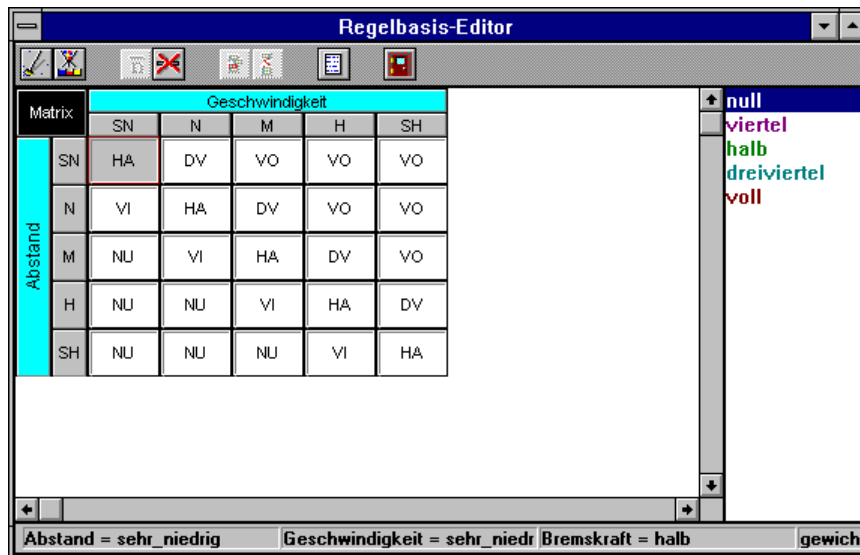 Regelbasis-Editor
Matrix
Geschwindigkeit
SN N M H SH
Abstand
SN HA DV VO VO VO
N VI HA DV VO VO
M NU VI HA DV VO
H NU NU VI HA DV
SH NU NU NU VI HA
null
viertel
halb
dreiviertel
voll
Abstand = sehr_niedrig Geschwindigkeit = sehr_niedr Bremskraft = halb gewich